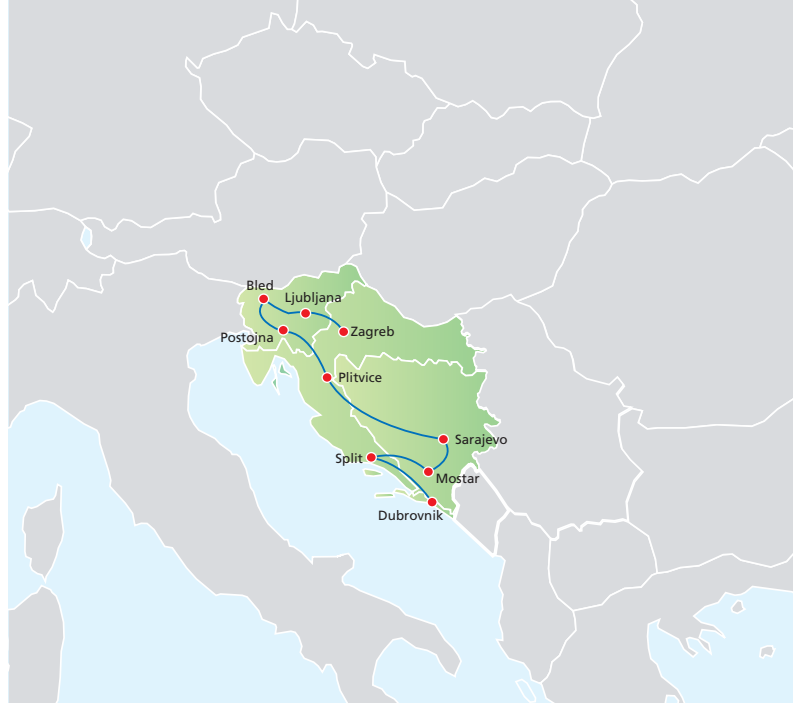 Bled
Ljubljana
Zagreb
Postojna
Plitvice
Sarajevo
Split
Mostar
Dubrovnik